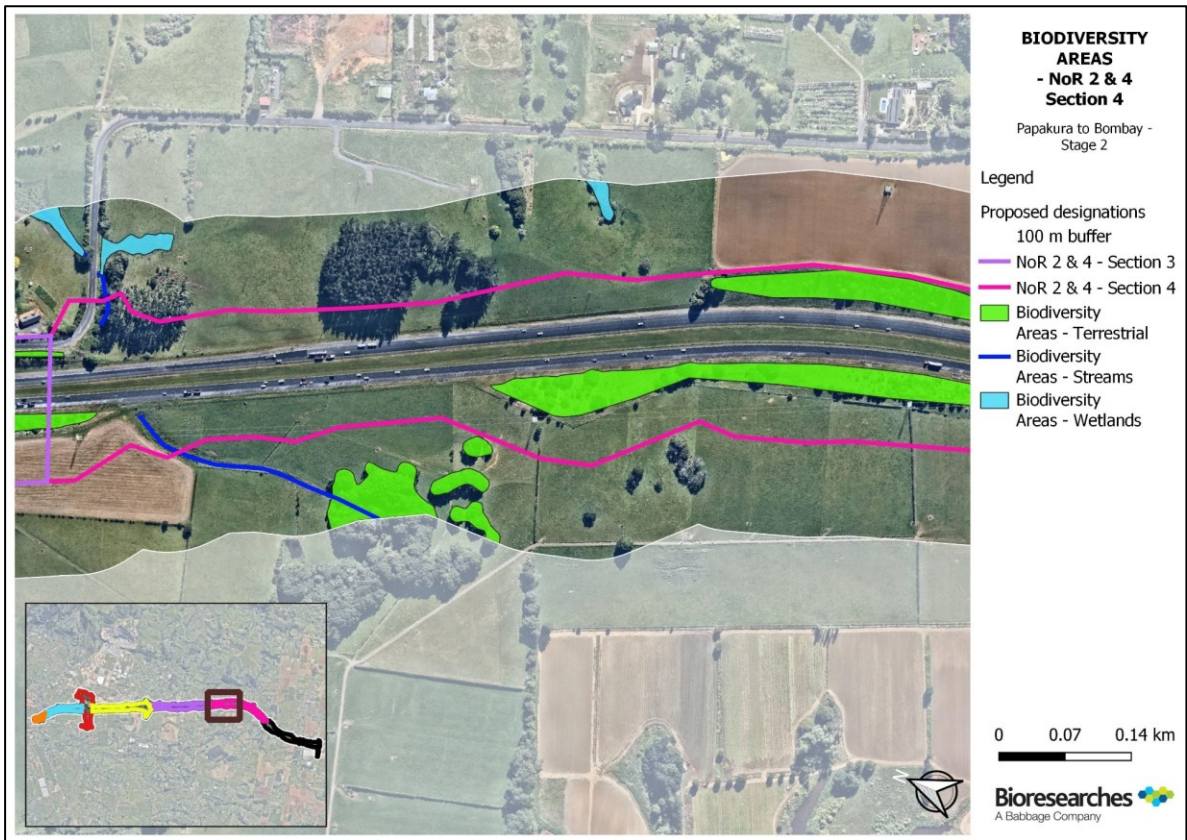 BIODIVERSITY
AREAS
- NoR 2 & 4
Section 4
Papakura to Bombay -
Stage 2
Legend
Proposed designations
100 m buffer
NoR 2 & 4 - Section 3
NoR 2 & 4 - Section 4
Biodiversity
Areas - Terrestrial
Biodiversity
Areas - Streams
Biodiversity
Areas - Wetlands
0 0.07 0.14 km
N
Bioresearches
A Babbage Company